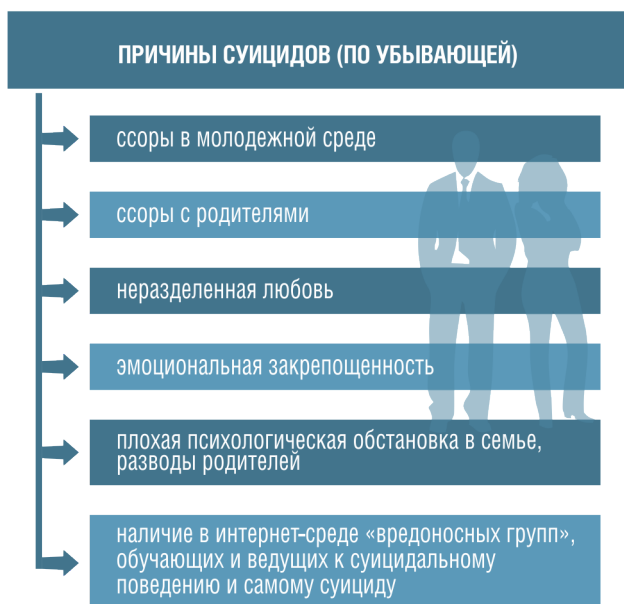 ПРИЧИНЫ СУИЦИДОВ (ПО УБЫВАЮЩЕЙ)
ссоры в молодежной среде
ссоры с родителями
неразделенная любовь
эмоциональная закрепощенность
плохая психологическая обстановка в семье,
разводы родителей
наличие в интернет-среде «вредоносных групп»,
обучающих и ведущих к суицидальному
поведению и самому суициду